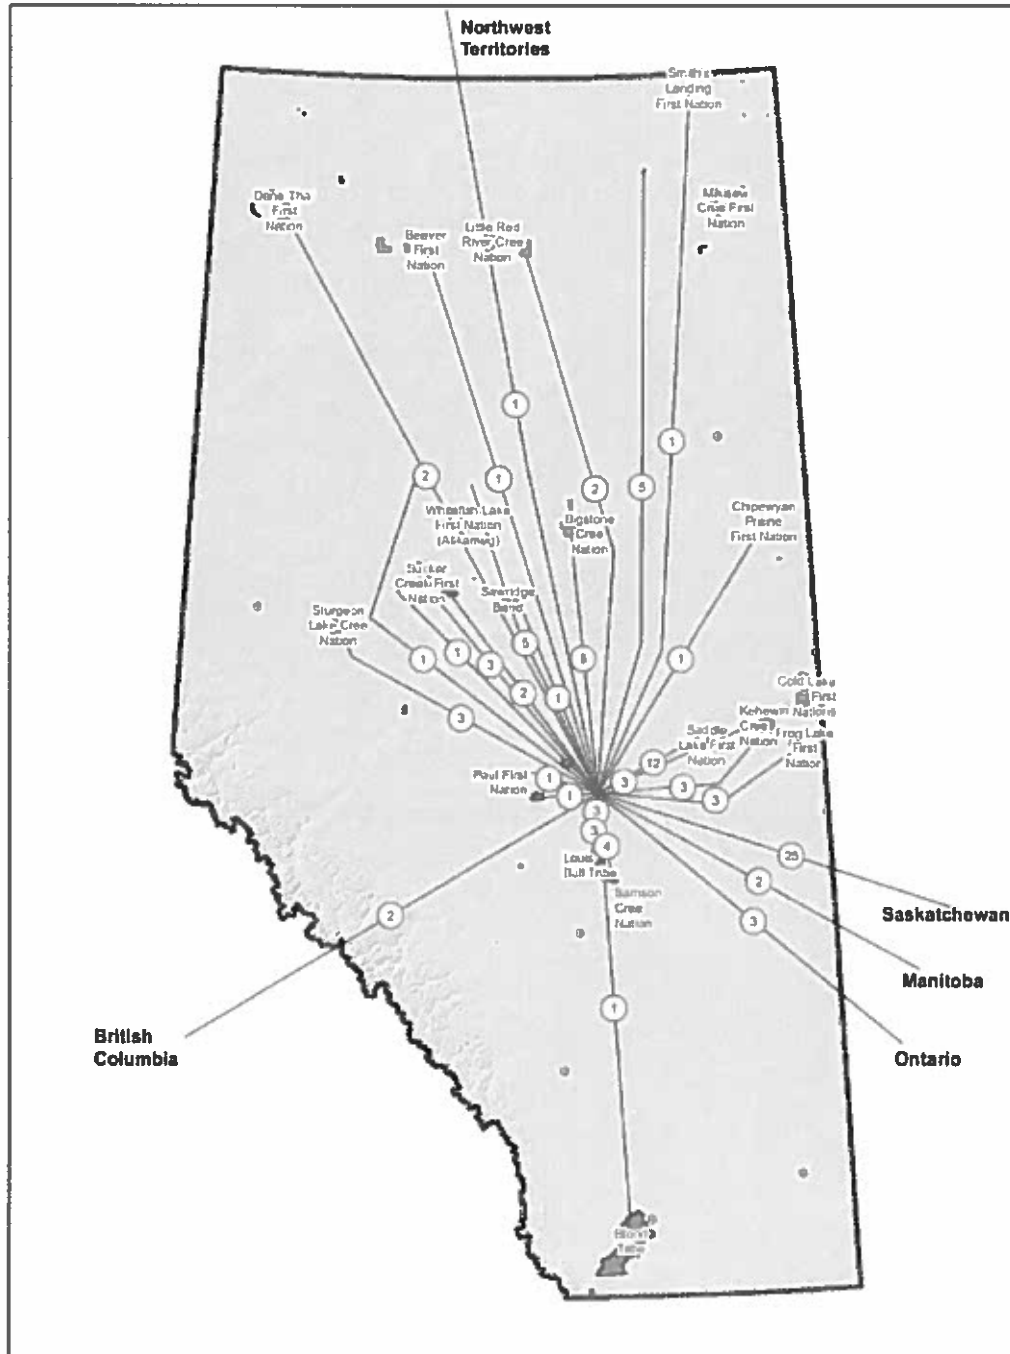 Northwest
Territories
Smith's
Landing
First Nation
Dene Tha
First
Nation
Mikisew
Cree First
Nation
Beaver
First
Nation
Little Red
River Cree
Nation
1
1
2
1
2
5
Whitefish Lake
First Nation
(Atikameg)
Bigstone
Cree
Nation
Chipewyan
Prairie
First Nation
Sucker
Creek First
Nation
Sawridge
Band
Sturgeon
Lake Cree
Nation
5
1
1
3
8
1
2
1
3
Cold Lake
First
Nations
Kehewin
Cree
Nation
Saddle
Lake First
Nation
Frog Lake
First
Nation
12
Paul First
Nation
1
3
3
1
3
3
3
4
Louis
Bull Tribe
25
2
Samson
Cree
Nation
Saskatchewan
2
3
Manitoba
1
British
Columbia
Ontario
Blood
Tribe